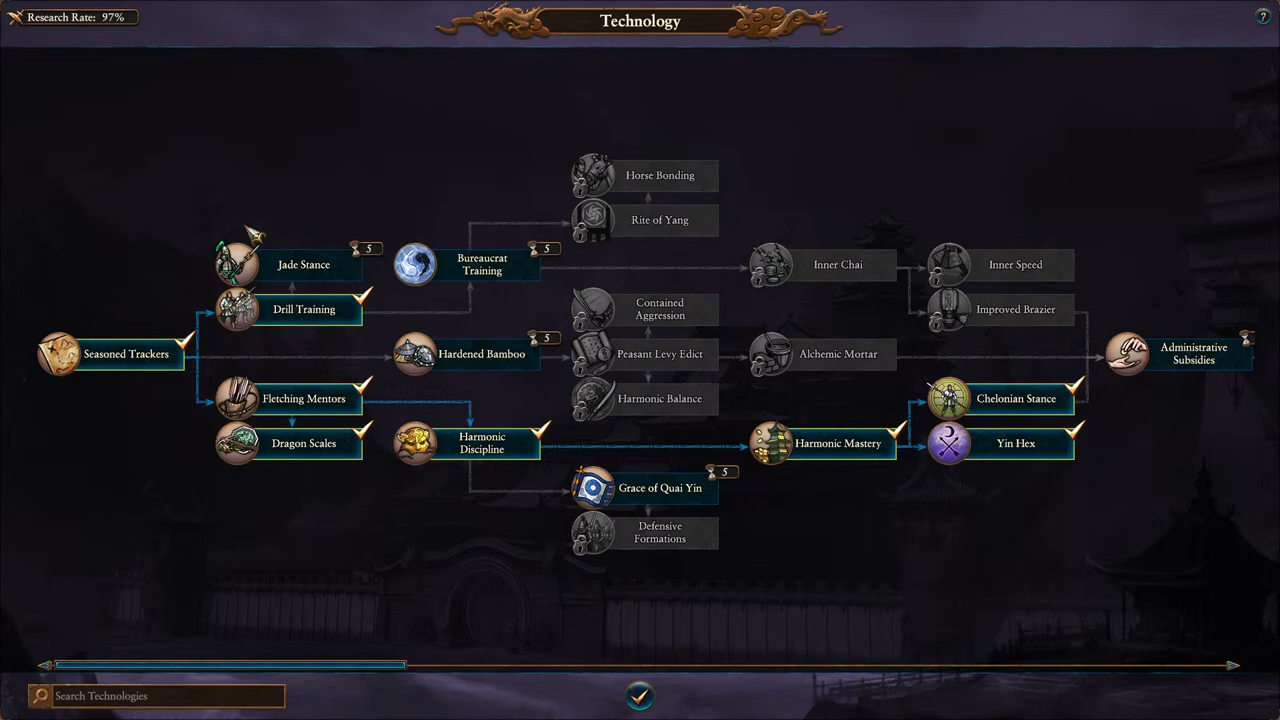 Research Rate: 97%
Technology
?
Horse Bonding
Rite of Yang
5
5
Jade Stance
Bureaucrat
Training
Inner Chai
Inner Speed
Drill Training
Contained
Aggression
Improved Brazier
5
Seasoned Trackers
Hardened Bamboo
Peasant Levy Edict
Alchemic Mortar
Administrative
Subsidies
Fletching Mentors
Harmonic Balance
Chelonian Stance
Dragon Scales
Harmonic
Discipline
Harmonic Mastery
Yin Hex
5
Grace of Quai Yin
Defensive
Formations
Search Technologies